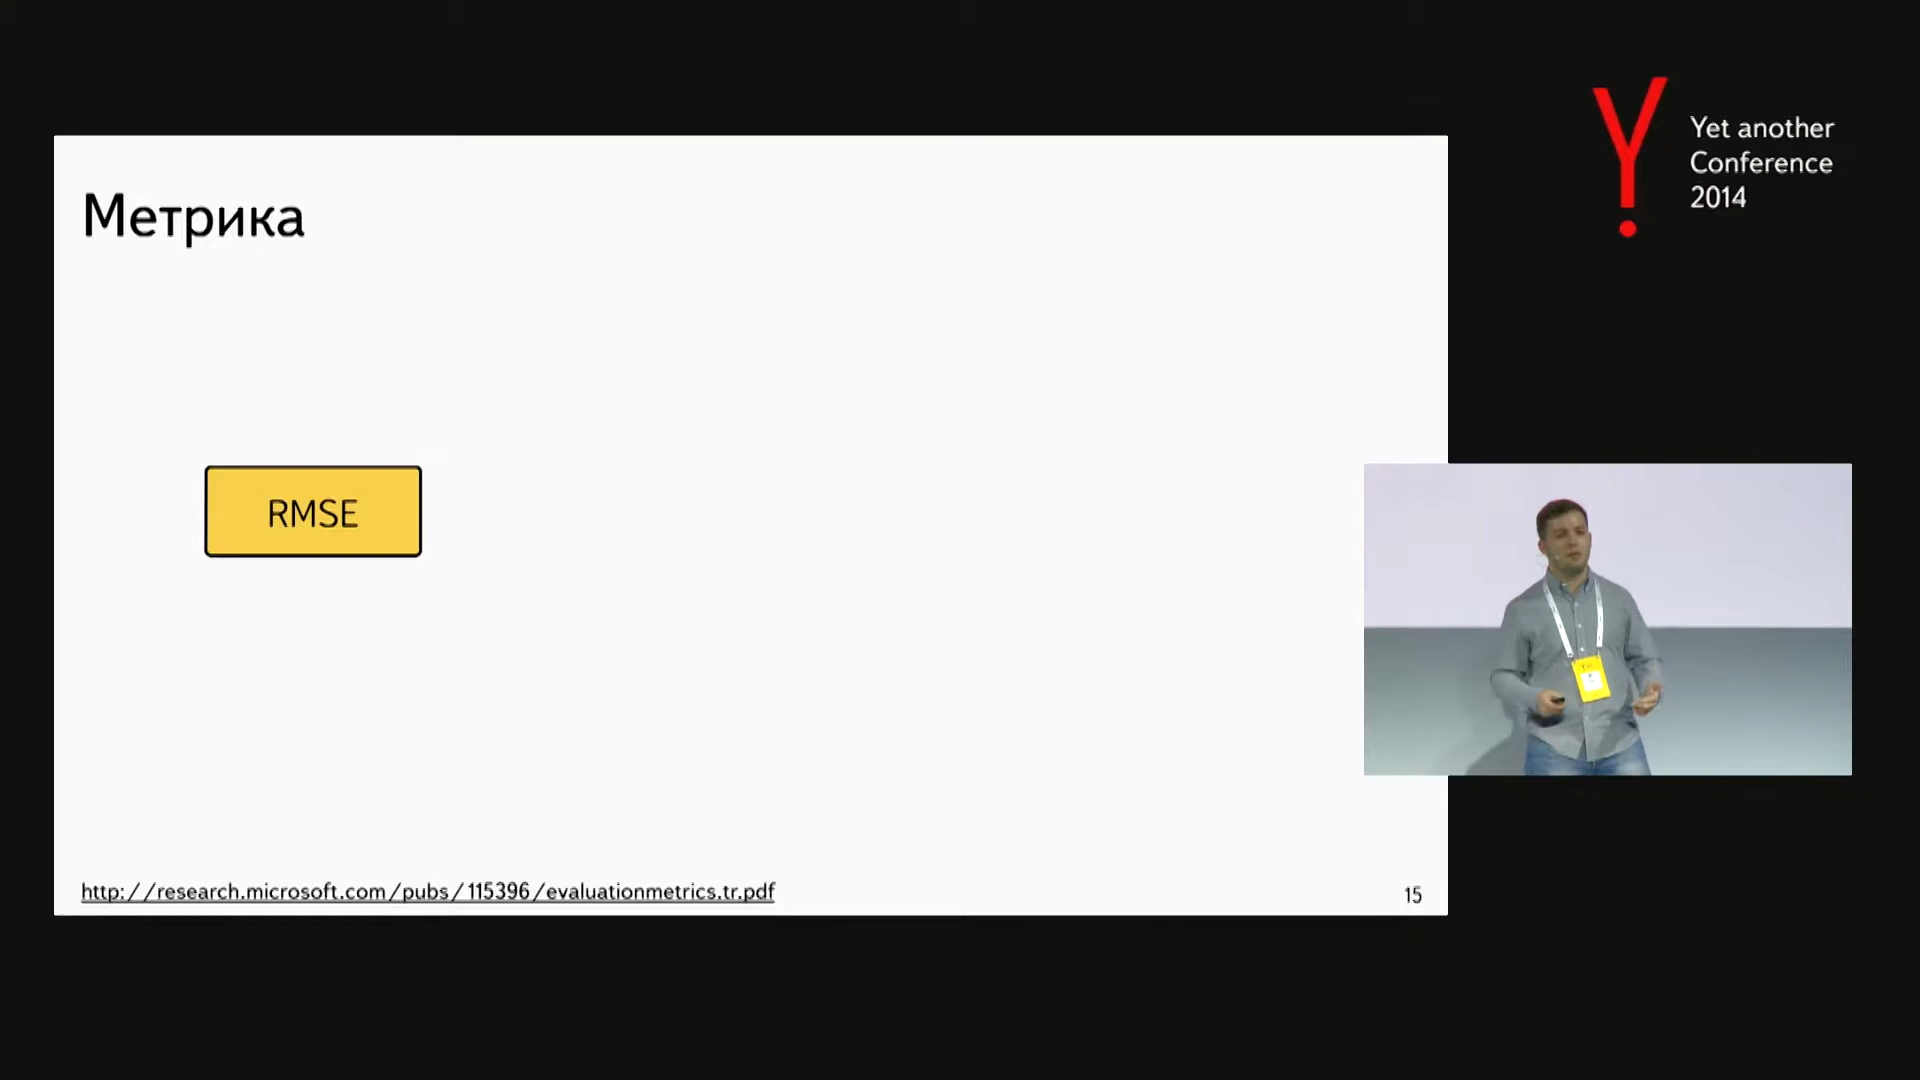 Yet another
Conference
2014
Метрика
RMSE
http://research.microsoft.com/pubs/115396/evaluationmetrics.tr.pdf
15